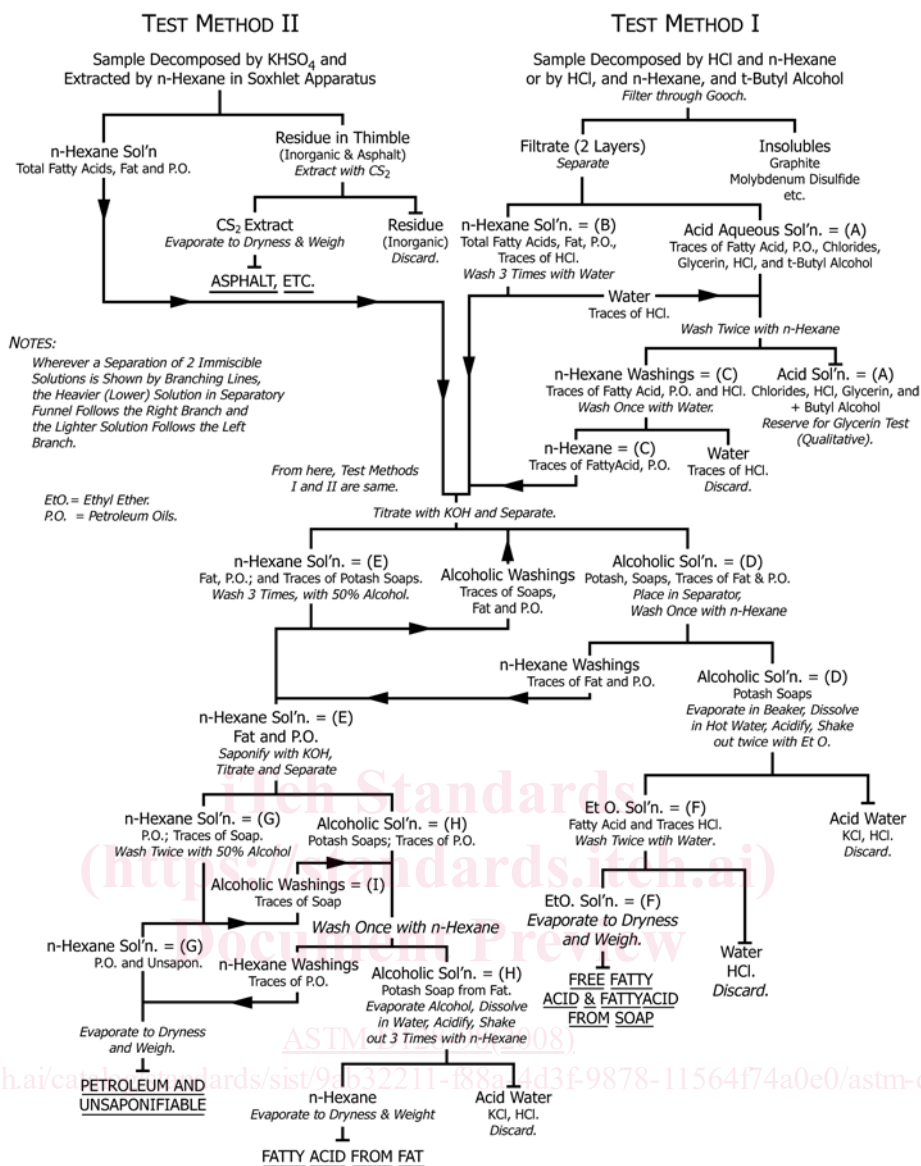 TEST METHOD II
Sample Decomposed by KHSO4 and
Extracted by n-Hexane in Soxhlet Apparatus
n-Hexane Sol'n
Total Fatty Acids, Fat and P.O.
Residue in Thimble
(Inorganic & Asphalt)
Extract with CS2
CS2 Extract
Evaporate to Dryness & Weigh
ASPHALT, ETC.
Residue
(Inorganic)
Discard.
TEST METHOD I
Sample Decomposed by HCl and n-Hexane
or by HCl, and n-Hexane, and t-Butyl Alcohol
Filter through Gooch.
Filtrate (2 Layers)
Separate
Insolubles
Graphite
Molybdenum Disulfide
etc.
n-Hexane Sol'n. = (B)
Total Fatty Acids, Fat, P.O.,
Traces of HCl.
Wash 3 Times with Water
Acid Aqueous Sol'n. = (A)
Traces of Fatty Acid, P.O., Chlorides,
Glycerin, HCl, and t-Butyl Alcohol
Water
Traces of HCl.
Wash Twice with n-Hexane
n-Hexane Washings = (C)
Traces of Fatty Acid, P.O. and HCl.
Wash Once with Water.
Acid Sol'n. = (A)
Chlorides, HCl, Glycerin, and
+ Butyl Alcohol
Reserve for Glycerin Test
(Qualitative).
n-Hexane = (C)
Traces of FattyAcid, P.O.
Water
Traces of HCl.
Discard.
NOTES:
Wherever a Separation of 2 Immiscible
Solutions is Shown by Branching Lines,
the Heavier (Lower) Solution in Separatory
Funnel Follows the Right Branch and
the Lighter Solution Follows the Left
Branch.
EtO.= Ethyl Ether.
P.O. = Petroleum Oils.
From here, Test Methods
I and II are same.
Titrate with KOH and Separate.
n-Hexane Sol'n. = (E)
Fat, P.O.; and Traces of Potash Soaps.
Wash 3 Times, with 50% Alcohol.
Alcoholic Washings
Traces of Soaps,
Fat and P.O.
Alcoholic Sol'n. = (D)
Potash, Soaps, Traces of Fat & P.O.
Place in Separator,
Wash Once with n-Hexane
n-Hexane Washings
Traces of Fat and P.O.
Alcoholic Sol'n. = (D)
Potash Soaps
Evaporate in Beaker, Dissolve
in Hot Water, Acidify, Shake
out twice with Et O.
n-Hexane Sol'n. = (E)
Fat and P.O.
Saponify with KOH,
Titrate and Separate
Et O. Sol'n. = (F)
Fatty Acid and Traces HCl.
Wash Twice wtih Water.
Acid Water
KCl, HCl.
Discard.
n-Hexane Sol'n. = (G)
P.O.; Traces of Soap.
Wash Twice with 50% Alcohol
Alcoholic Sol'n. = (H)
Potash Soaps; Traces of P.O.
Alcoholic Washings = (I)
Traces of Soap
Wash Once with n-Hexane
EtO. Sol'n. = (F)
Evaporate to Dryness
and Weigh.
FREE FATTY
ACID & FATTYACID
FROM SOAP
Water
HCl.
Discard.
n-Hexane Sol'n. = (G)
P.O. and Unsapon.
n-Hexane Washings
Traces of P.O.
Alcoholic Sol'n. = (H)
Potash Soap from Fat.
Evaporate Alcohol, Dissolve
in Water, Acidify, Shake
out 3 Times with n-Hexane
Evaporate to Dryness
and Weigh.
PETROLEUM AND
UNSAPONIFIABLE
n-Hexane
Evaporate to Dryness & Weight
FATTY ACID FROM FAT
Acid Water
KCl, HCl.
Discard.
iTeh Standards
(https://standards.iteh.ai)
Document Preview